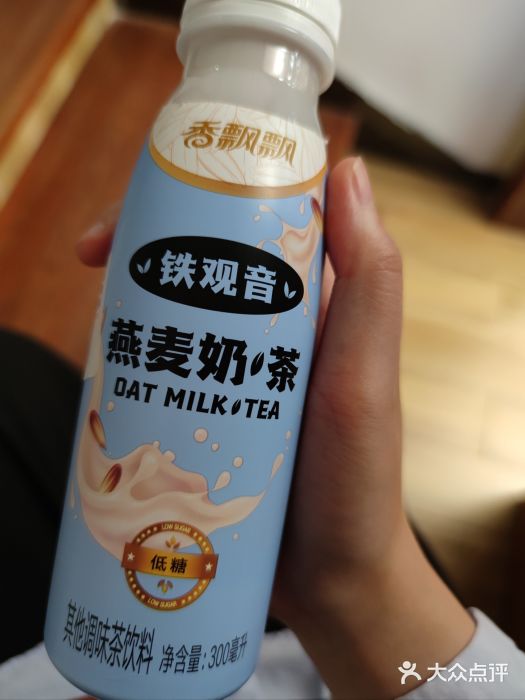 香飘飘
铁观音
燕麦奶茶
OAT MILK TEA
LOW SUGAR
低糖
LOW SUGAR
其他调味茶饮料 净含量:300毫升
大众点评